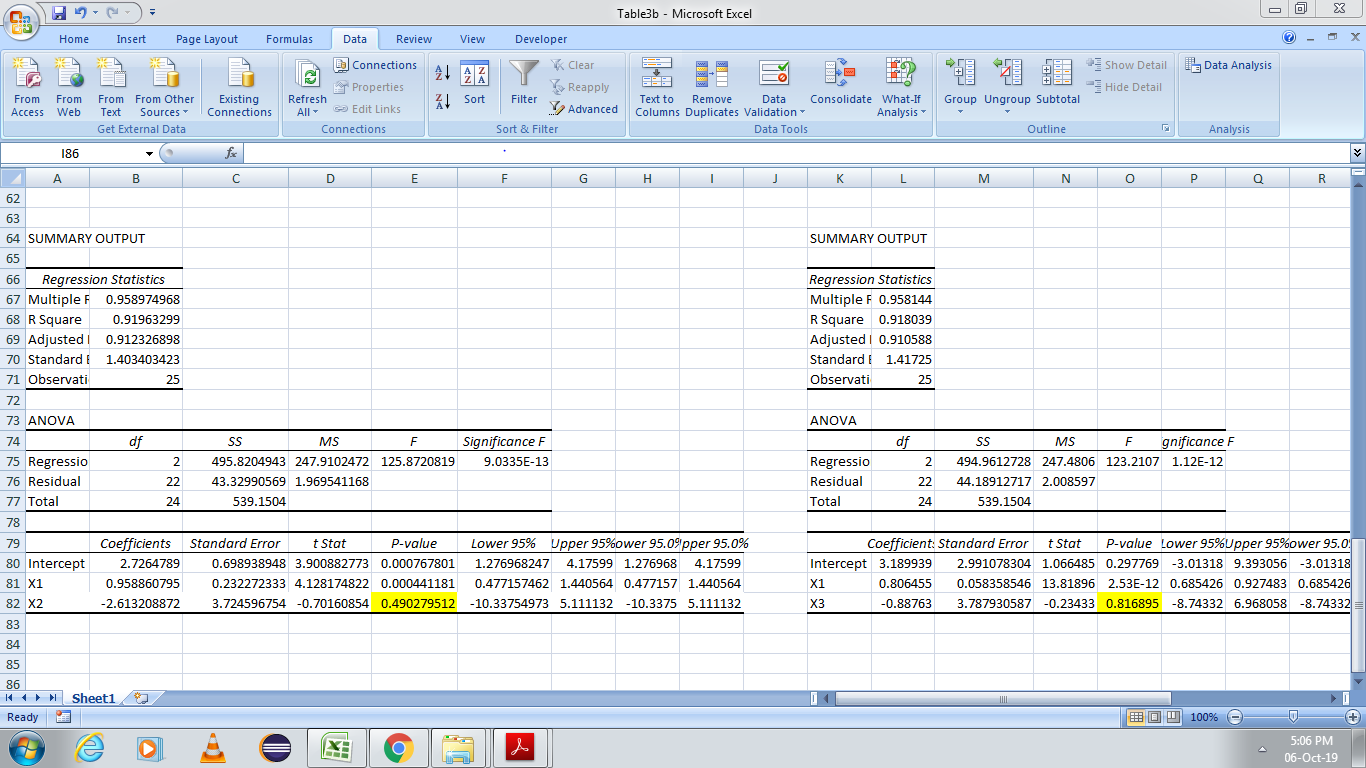 Table3b - Microsoft Excel
Home Insert Page Layout Formulas Data Review View Developer
From Access
From Web
From Text
From Other Sources
Existing Connections
Get External Data
Refresh All
Connections
Properties
Edit Links
Connections
Sort
Filter
Clear
Reapply
Advanced
Sort & Filter
Text to Columns
Remove Duplicates
Data Validation
Consolidate
What-If Analysis
Data Tools
Group
Ungroup
Subtotal
Show Detail
Hide Detail
Outline
Data Analysis
Analysis
I86 fx
A B C D E F G H I J K L M N O P Q R
62
63
64 SUMMARY OUTPUT SUMMARY OUTPUT
65
66 Regression Statistics Regression Statistics
67 Multiple F 0.958974968 Multiple F 0.958144
68 R Square 0.91963299 R Square 0.918039
69 Adjusted 0.912326898 Adjusted 0.910588
70 Standard E 1.403403423 Standard E 1.41725
71 Observati 25 Observati 25
72
73 ANOVA ANOVA
74 df SS MS F Significance F df SS MS F gnificance F
75 Regressio 2 495.8204943 247.9102472 125.8720819 9.0335E-13 Regressio 2 494.9612728 247.4806 123.2107 1.12E-12
76 Residual 22 43.32990569 1.969541168 Residual 22 44.18912717 2.008597
77 Total 24 539.1504 Total 24 539.1504
78
79 Coefficients Standard Error t Stat P-value Lower 95% Upper 95% ower 95.0% pper 95.0% Coefficient Standard Error t Stat P-value Lower 95% Upper 95% ower 95.0
80 Intercept 2.7264789 0.698938948 3.900882773 0.000767801 1.276968247 4.17599 1.276968 4.17599 Intercept 3.189939 2.991078304 1.066485 0.297769 -3.01318 9.393056 -3.01318
81 X1 0.958860795 0.232272333 4.128174822 0.000441181 0.477157462 1.440564 0.477157 1.440564 X1 0.806455 0.058358546 13.81896 2.53E-12 0.685426 0.927483 0.685426
82 X2 -2.613208872 3.724596754 -0.70160854 0.490279512 -10.33754973 5.111132 -10.3375 5.111132 X3 -0.88763 3.787930587 -0.23433 0.816895 -8.74332 6.968058 -8.74332
83
84
85
86
Sheet1
Ready 100%
5:06 PM
06-Oct-19